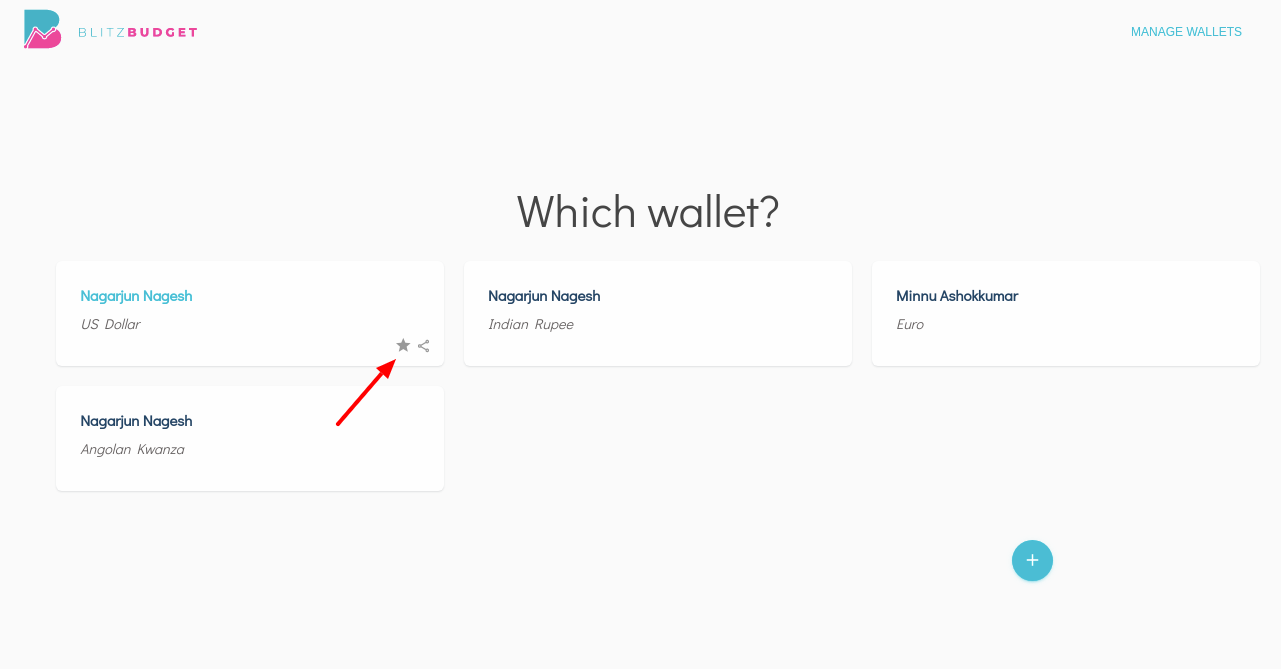 BLITZBUDGET
MANAGE WALLETS
Which wallet?
Nagarjun Nagesh
US Dollar
Nagarjun Nagesh
Indian Rupee
Minnu Ashokkumar
Euro
Nagarjun Nagesh
Angolan Kwanza